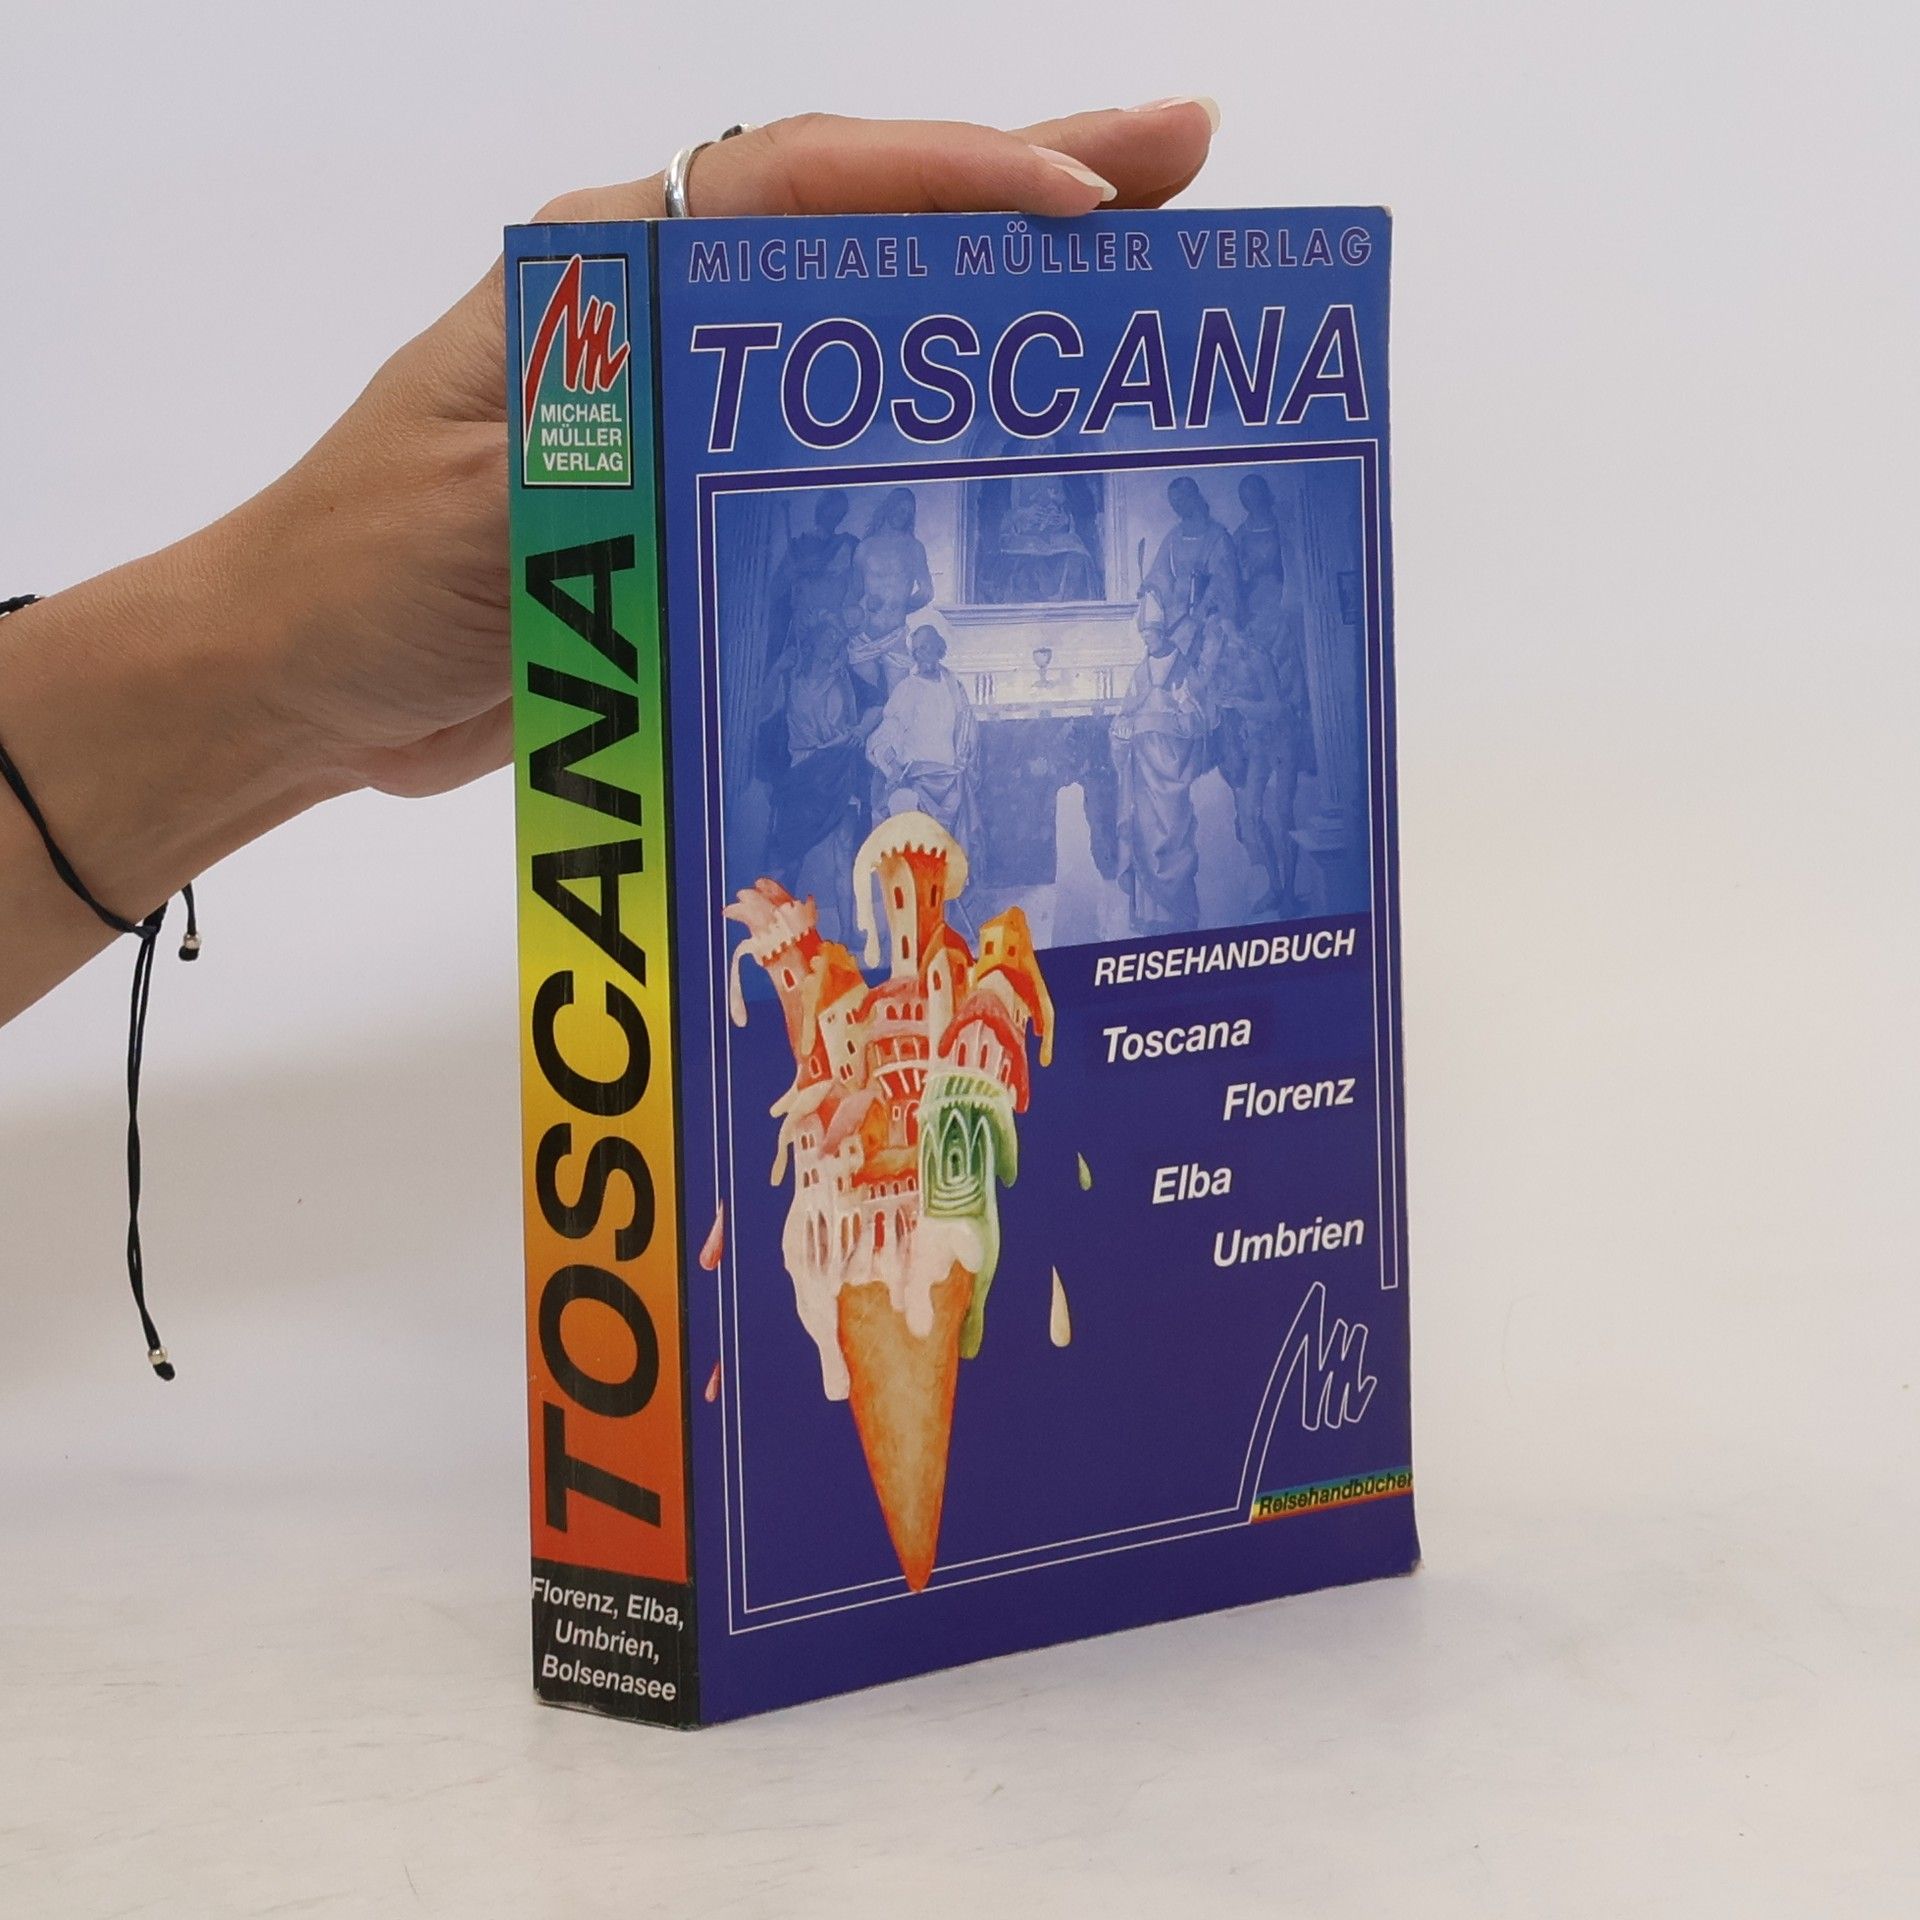 MICHAEL
MÜLLER
VERLAG
TOSCANA
Florenz, Elba,
Umbrien,
Bolsenasee
MICHAEL MÜLLER VERLAG
TOSCANA
REISEHANDBUCH
Toscana
Florenz
Elba
Umbrien
Reisehandbücher